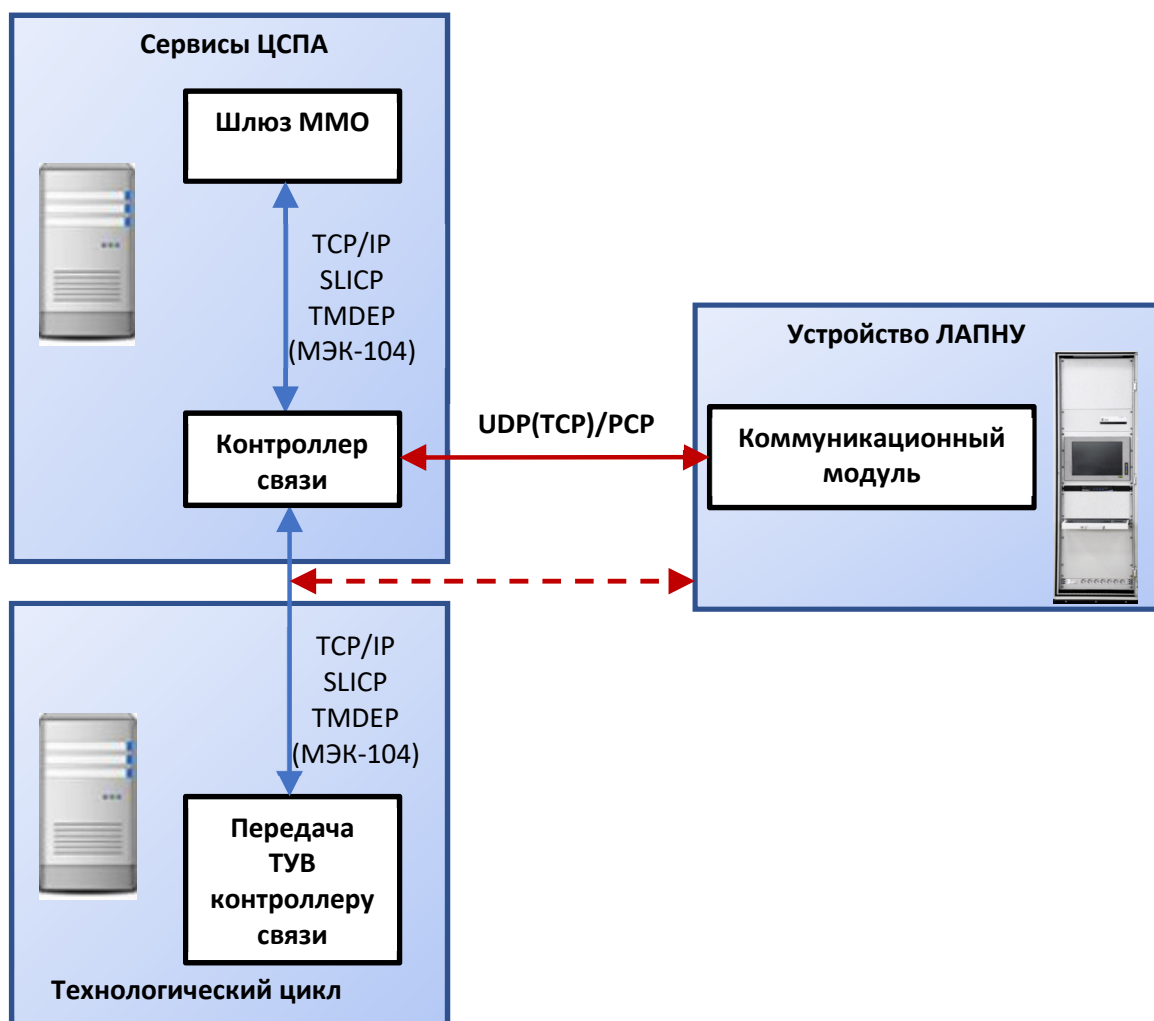 Сервисы ЦСПА
Шлюз ММО
TCP/IP
SLICP
TMDEP
(МЭК-104)
Контроллер
связи
UDP(TCP)/PCP
Устройство ЛАПНУ
Коммуникационный
модуль
TCP/IP
SLICP
TMDEP
(МЭК-104)
Передача
ТУВ
контроллеру
связи
Технологический цикл